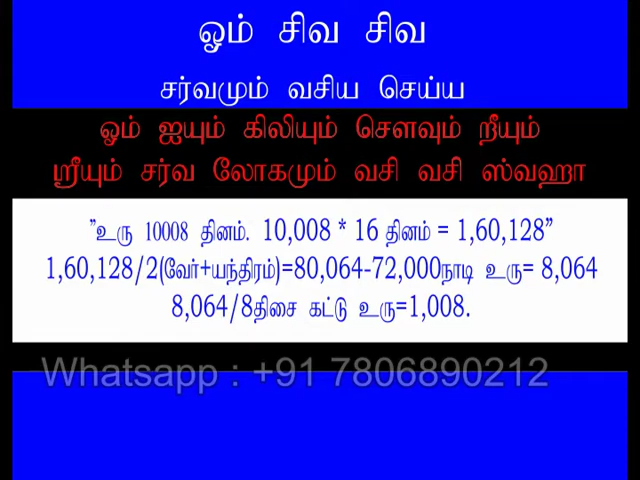 ஓம் சிவ சிவ
சர்வமும் வசிய செய்ய
ஓம் ஐயும் கிலியும் சௌவும் றீயும்
ஸ்ரீயும் சர்வ லோகமும் வசி வசி ஸ்வஹா
"உரு 10008 தினம். 10,008 * 16 தினம் = 1,60,128”
1,60,128/2(வேர்+யந்திரம்)=80,064-72,000நாடி உரு= 8,064
8,064/8திசை கட்டு உரு=1,008.
Whatsapp : +91 7806890212